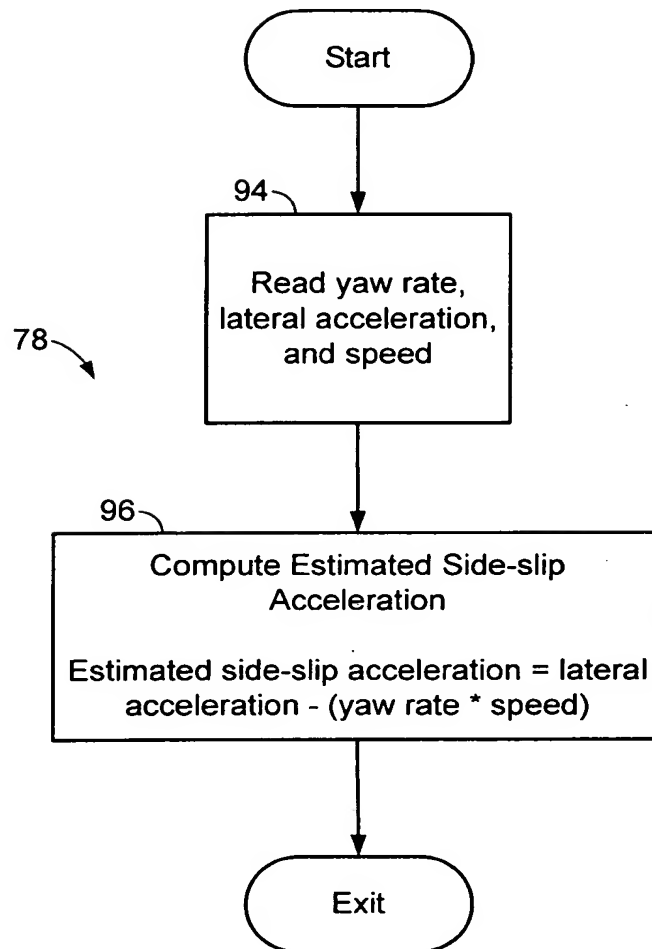 Start
94
Read yaw rate,
lateral acceleration,
and speed
78
96
Compute Estimated Side-slip
Acceleration
Estimated side-slip acceleration = lateral
acceleration - (yaw rate * speed)
Exit